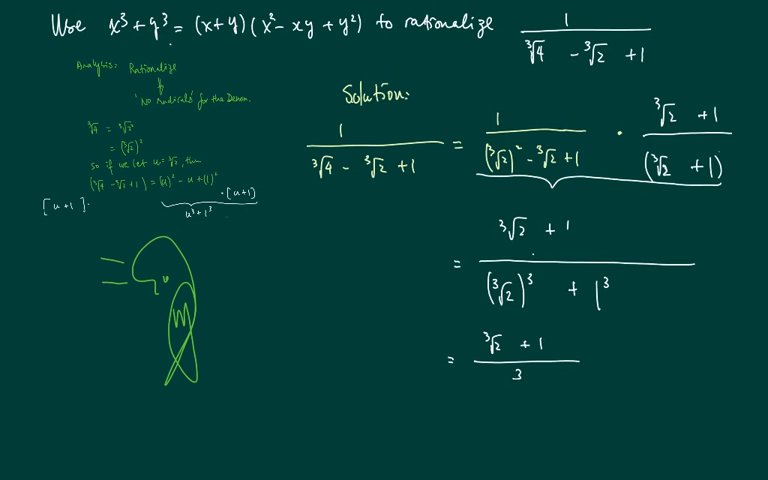 Use x³ + y³ = (x+y)(x² - xy + y²) to rationalize 1/(∛4 - ∛2 + 1)
Analysis: Rationalize
"No radicals" for the Denom.
∛4 = ∛2²
= (∛2)²
so if we let u = ∛2, then
(∛4 - ∛2 + 1) = (u)² - u + (1)²
[u+1] · · [u+1]
u³ + 1³
Solution:
1/(∛4 - ∛2 + 1) = 1/((∛2)² - ∛2 + 1) · (∛2 + 1)/(∛2 + 1)
= (∛2 + 1)/((∛2)³ + 1³)
= (∛2 + 1)/3